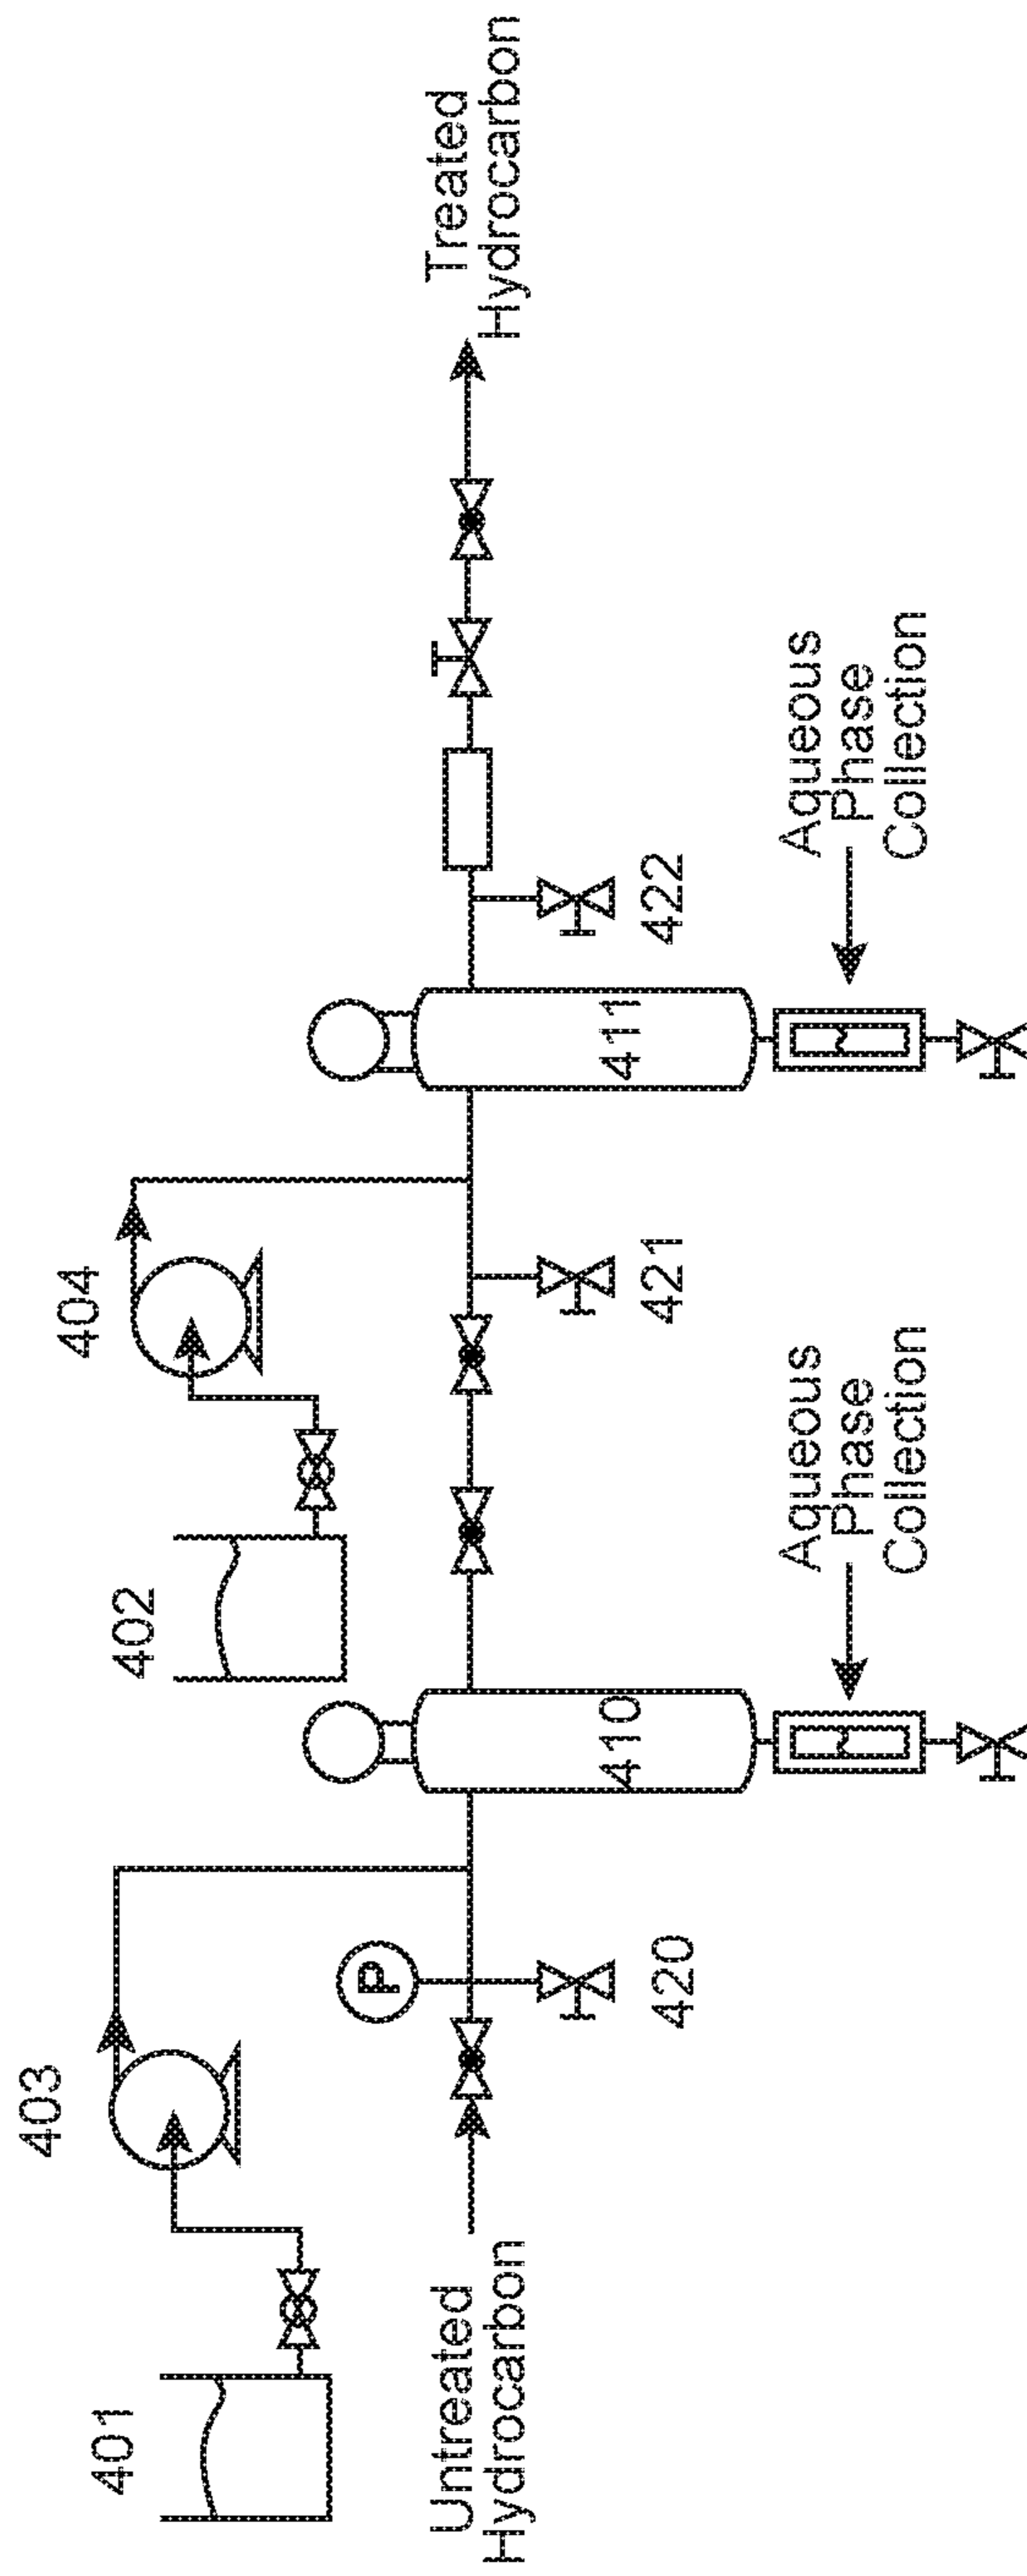 401
403
402
404
P
Untreated
Hydrocarbon
420
410
421
411
422
Treated
Hydrocarbon
Aqueous
Phase
Collection
Aqueous
Phase
Collection